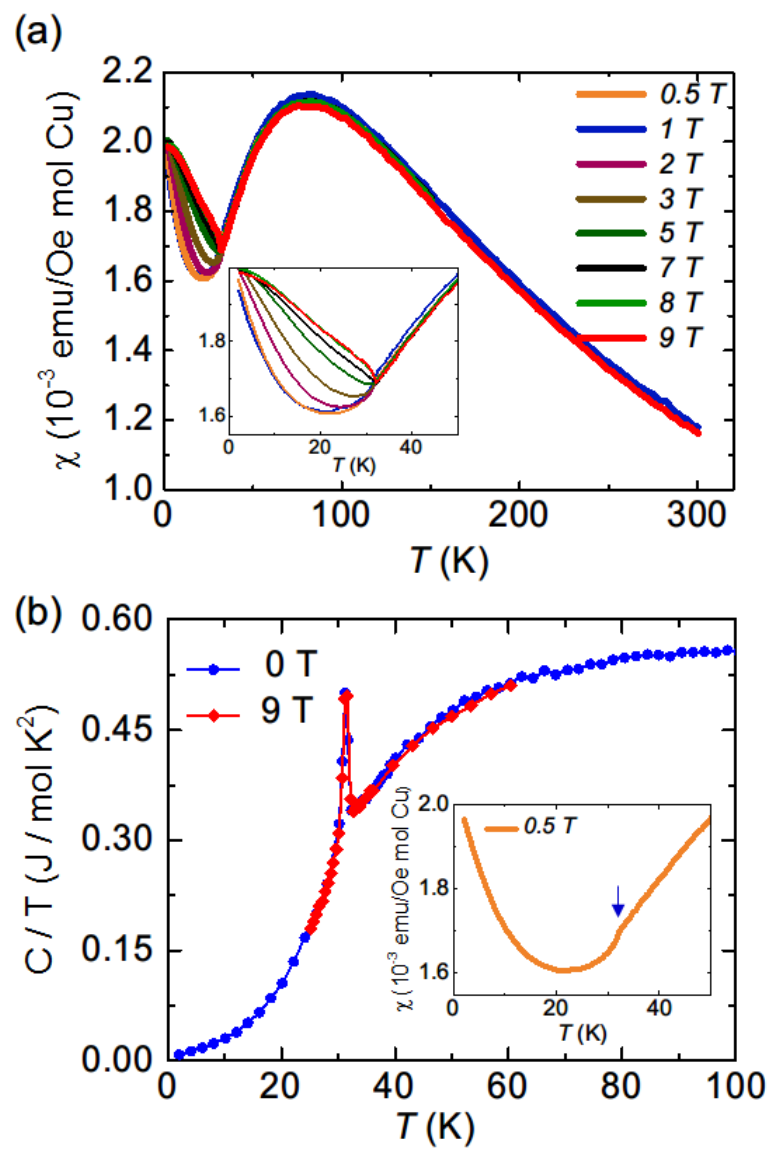 (a)
χ (10⁻³ emu/Oe mol Cu)
2.2
2.0
1.8
1.6
1.4
1.2
1.0
0.5 T
1 T
2 T
3 T
5 T
7 T
8 T
9 T
1.8
1.6
0 20 40
T (K)
0 100 200 300
T (K)
(b)
C / T (J / mol K²)
0.60
0.45
0.30
0.15
0.00
0 T
9 T
χ (10⁻³ emu/Oe mol Cu)
2.0
1.8
1.6
0.5 T
0 20 40
T (K)
0 20 40 60 80 100
T (K)